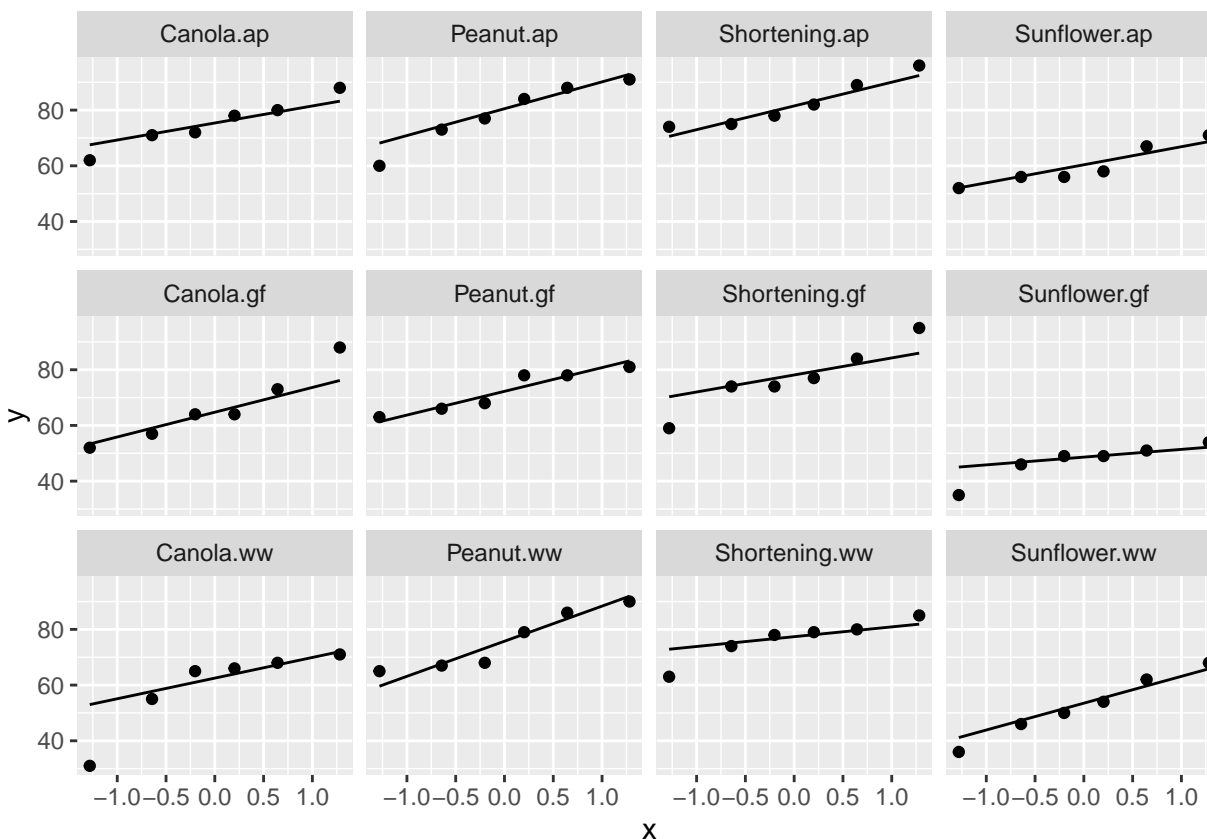 Canola.ap Peanut.ap Shortening.ap Sunflower.ap
80
60
40
Canola.gf Peanut.gf Shortening.gf Sunflower.gf
80
60
40
y
Canola.ww Peanut.ww Shortening.ww Sunflower.ww
80
60
40
−1.0 −0.5 0.0 0.5 1.0 −1.0 −0.5 0.0 0.5 1.0 −1.0 −0.5 0.0 0.5 1.0 −1.0 −0.5 0.0 0.5 1.0
x